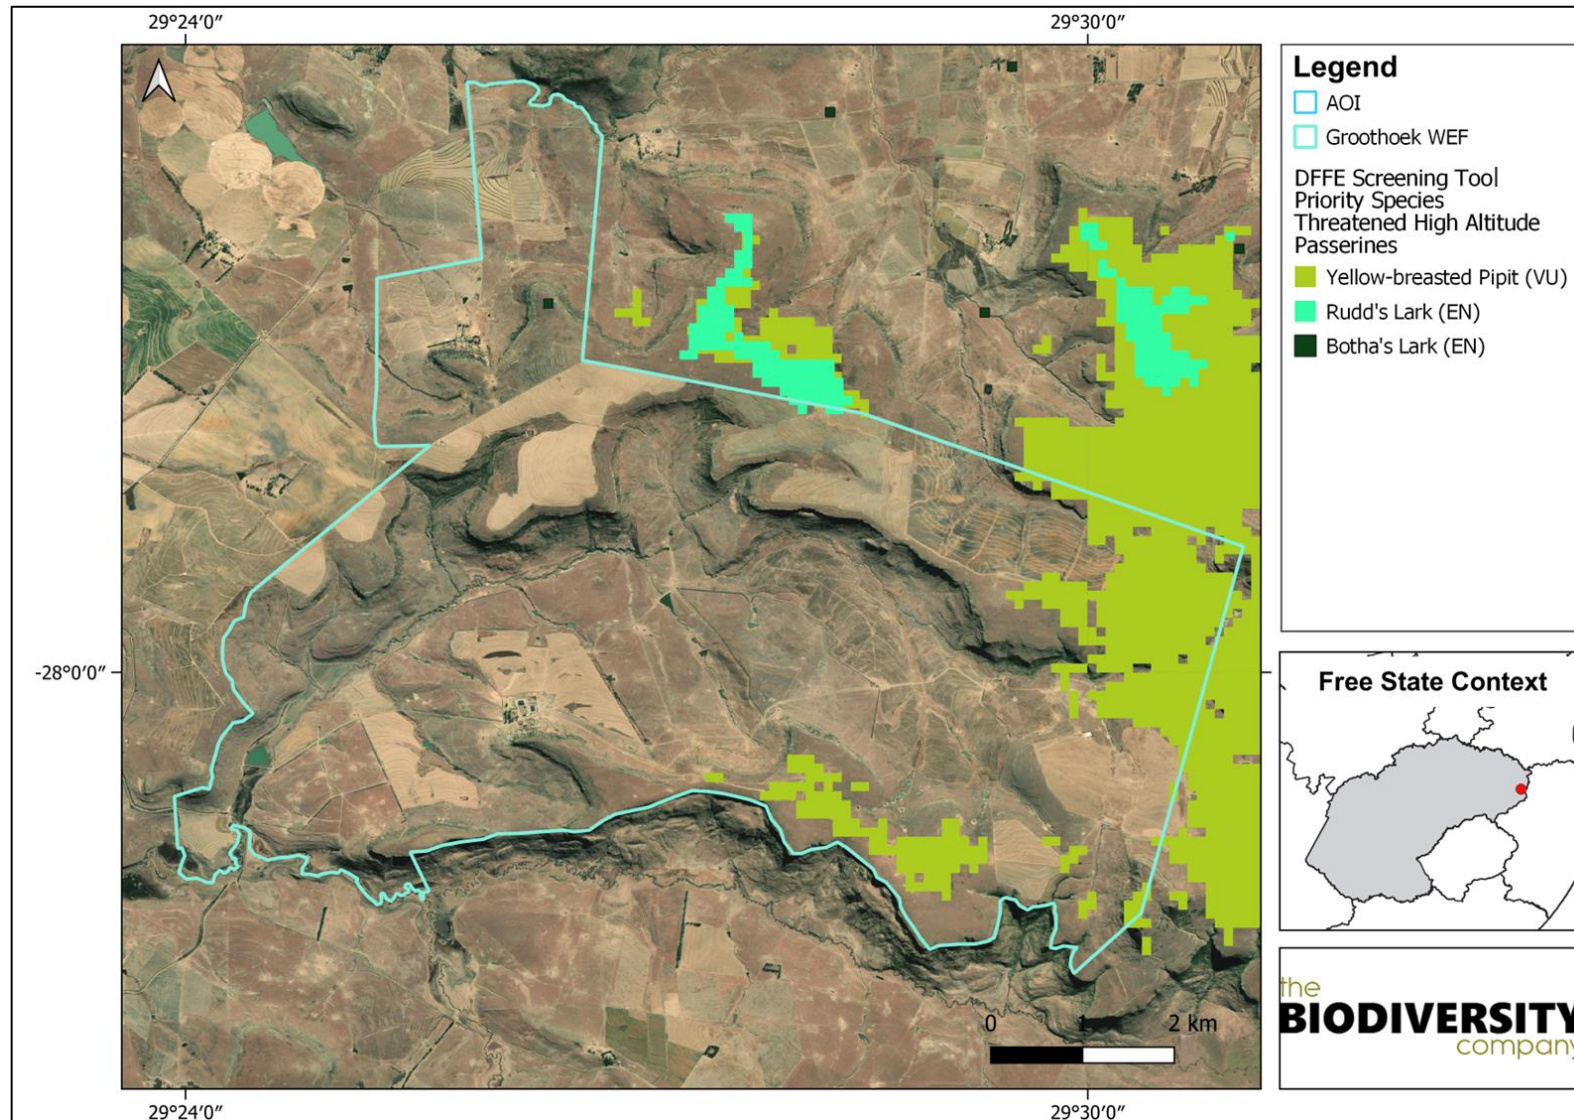 29°24′0″ 29°30′0″
Legend
AOI
Groothoek WEF
DFFE Screening Tool
Priority Species
Threatened High Altitude
Passerines
Yellow-breasted Pipit (VU)
Rudd's Lark (EN)
Botha's Lark (EN)
-28°0′0″
Free State Context
0 1 2 km
the
BIODIVERSITY
company
29°24′0″ 29°30′0″